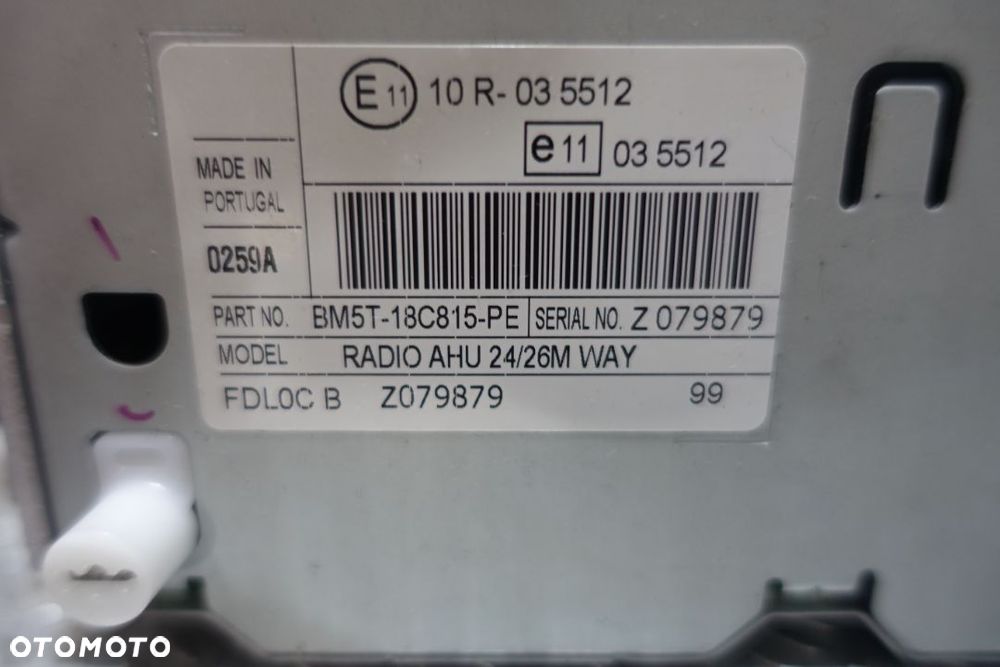 E 11 10 R- 03 5512
e 11 03 5512
MADE IN
PORTUGAL
0259A
PART NO. BM5T-18C815-PE SERIAL NO. Z 079879
MODEL RADIO AHU 24/26M WAY
FDL0C B Z079879 99
OTOMOTO